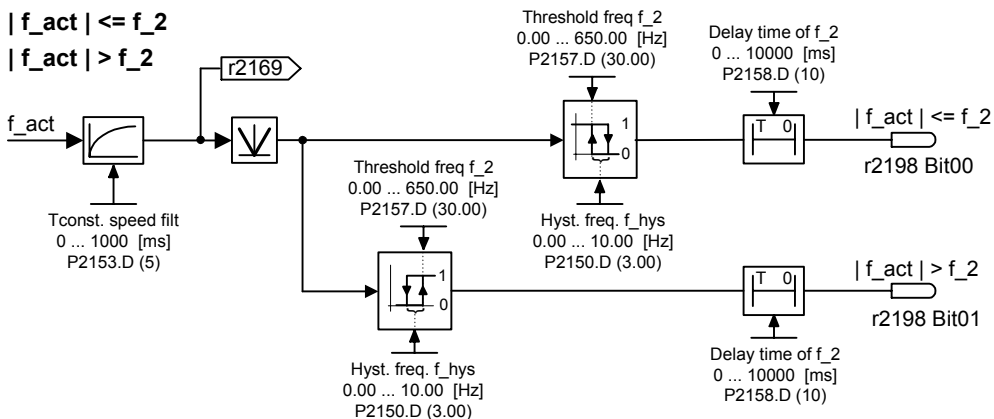 | f_act | <= f_2
| f_act | > f_2
r2169
f_act
Tconst. speed filt
0 ... 1000 [ms]
P2153.D (5)
Threshold freq f_2
0.00 ... 650.00 [Hz]
P2157.D (30.00)
1
0
Hyst. freq. f_hys
0.00 ... 10.00 [Hz]
P2150.D (3.00)
Delay time of f_2
0 ... 10000 [ms]
P2158.D (10)
T 0
| f_act | <= f_2
r2198 Bit00
Threshold freq f_2
0.00 ... 650.00 [Hz]
P2157.D (30.00)
1
0
Hyst. freq. f_hys
0.00 ... 10.00 [Hz]
P2150.D (3.00)
T 0
Delay time of f_2
0 ... 10000 [ms]
P2158.D (10)
| f_act | > f_2
r2198 Bit01